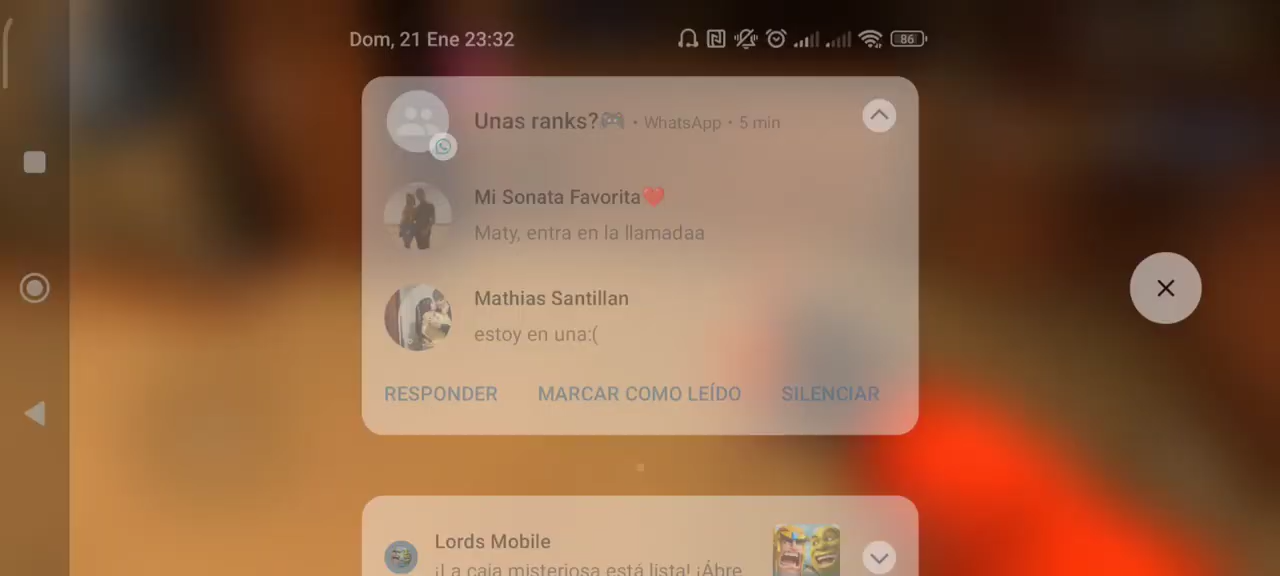 Dom, 21 Ene 23:32
86
Unas ranks?🎮 • WhatsApp • 5 min
Mi Sonata Favorita❤️
Maty, entra en la llamadaa
Mathias Santillan
estoy en una:(
RESPONDER MARCAR COMO LEÍDO SILENCIAR
Lords Mobile
¡La caja misteriosa está lista! ¡Ábre